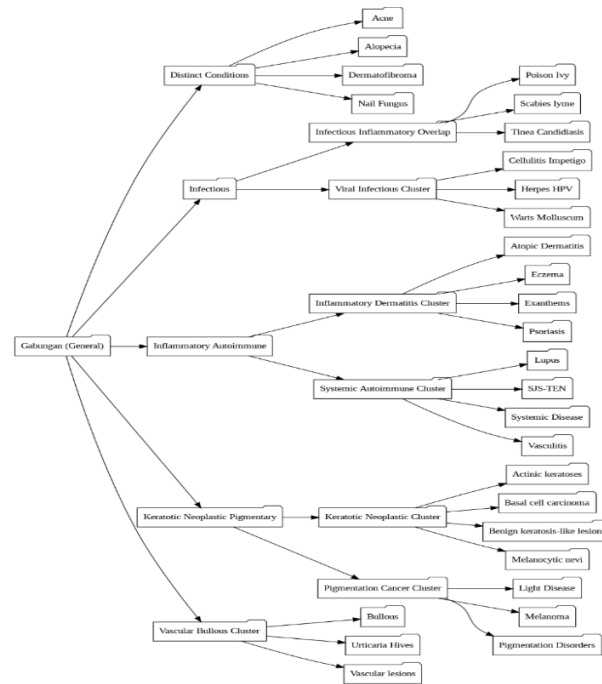 Acne
Alopecia
Distinct Conditions
Dermatofibroma
Nail Fungus
Poison Ivy
Scabies lyme
Infectious Inflammatory Overlap
Tinea Candidiasis
Cellulitis Impetigo
Infectious
Viral Infectious Cluster
Herpes HPV
Warts Molluscum
Atopic Dermatitis
Eczema
Inflammatory Dermatitis Cluster
Exanthems
Psoriasis
Gabungan (General)
Inflammatory Autoimmune
Lupus
Systemic Autoimmune Cluster
SJS-TEN
Systemic Disease
Vasculitis
Actinic keratoses
Basal cell carcinoma
Keratotic Neoplastic Pigmentary
Keratotic Neoplastic Cluster
Benign keratosis-like lesion
Melanocytic nevi
Pigmentation Cancer Cluster
Light Disease
Melanoma
Pigmentation Disorders
Bullous
Vascular Bullous Cluster
Urticaria Hives
Vascular lesions